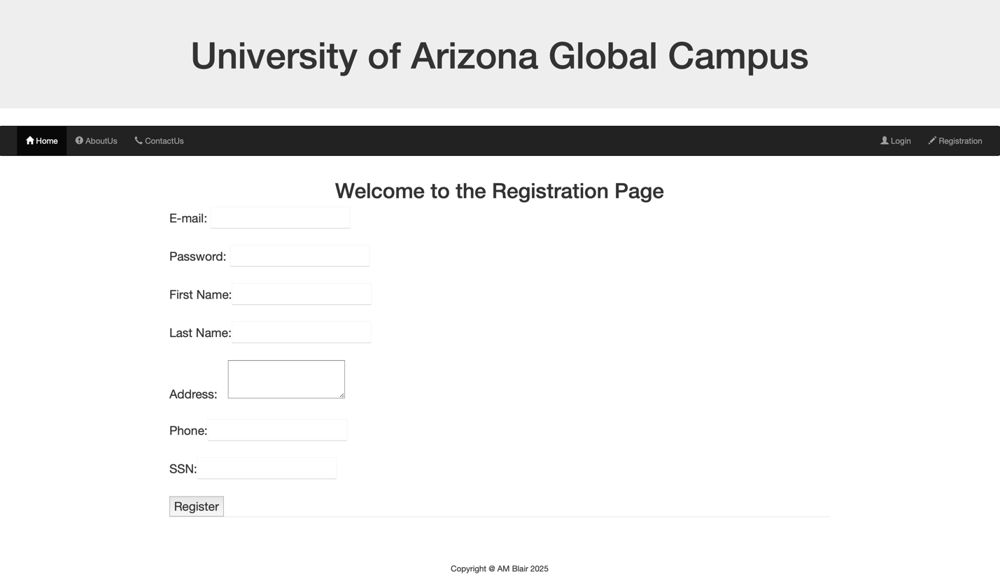 University of Arizona Global Campus
Home AboutUs ContactUs Login Registration
Welcome to the Registration Page
E-mail:
Password:
First Name:
Last Name:
Address:
Phone:
SSN:
Register
Copyright @ AM Blair 2025